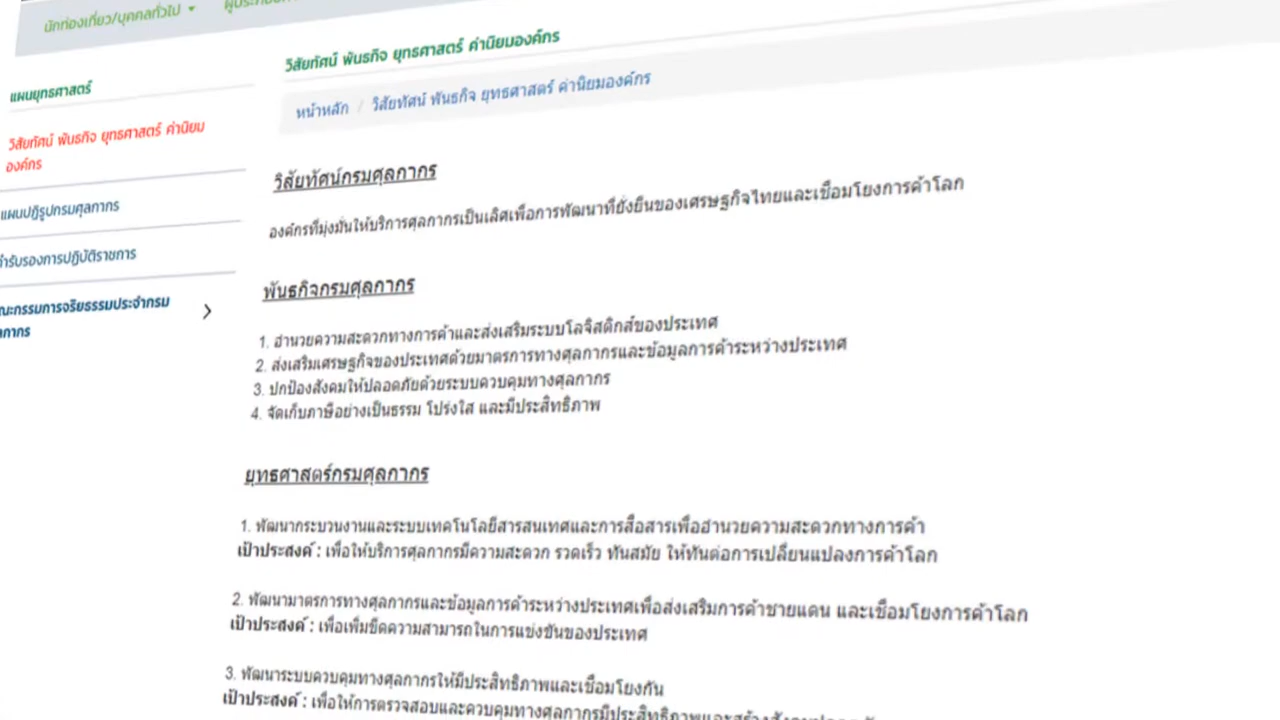 นักท่องเที่ยว/บุคคลทั่วไป
แผนยุทธศาสตร์
วิสัยทัศน์ พันธกิจ ยุทธศาสตร์ ค่านิยม
องค์กร
แผนปฏิรูปกรมศุลกากร
คำรับรองการปฏิบัติราชการ
วิสัยทัศน์ พันธกิจ ยุทธศาสตร์ ค่านิยมองค์กร
หน้าหลัก / วิสัยทัศน์ พันธกิจ ยุทธศาสตร์ ค่านิยมองค์กร
วิสัยทัศน์กรมศุลกากร
องค์กรที่มุ่งมั่นให้บริการศุลกากรเป็นเลิศเพื่อการพัฒนาที่ยั่งยืนของเศรษฐกิจไทยและเชื่อมโยงการค้าโลก
พันธกิจกรมศุลกากร
1. อำนวยความสะดวกทางการค้าและส่งเสริมระบบโลจิสติกส์ของประเทศ
2. ส่งเสริมเศรษฐกิจของประเทศด้วยมาตรการทางศุลกากรและข้อมูลการค้าระหว่างประเทศ
3. ปกป้องสังคมให้ปลอดภัยด้วยระบบควบคุมทางศุลกากร
4. จัดเก็บภาษีอย่างเป็นธรรม โปร่งใส และมีประสิทธิภาพ
ยุทธศาสตร์กรมศุลกากร
1. พัฒนากระบวนงานและระบบเทคโนโลยีสารสนเทศและการสื่อสารเพื่ออำนวยความสะดวกทางการค้า
เป้าประสงค์ : เพื่อให้บริการศุลกากรมีความสะดวก รวดเร็ว ทันสมัย ให้ทันต่อการเปลี่ยนแปลงการค้าโลก
2. พัฒนามาตรการทางศุลกากรและข้อมูลการค้าระหว่างประเทศเพื่อส่งเสริมการค้าชายแดน และเชื่อมโยงการค้าโลก
เป้าประสงค์ : เพื่อเพิ่มขีดความสามารถในการแข่งขันของประเทศ
3. พัฒนาระบบควบคุมทางศุลกากรให้มีประสิทธิภาพและเชื่อมโยงกัน
เป้าประสงค์ : เพื่อให้การตรวจสอบและควบคุมทางศุลกากรมีประสิทธิภาพและสร้างสังคมปลอดภัย